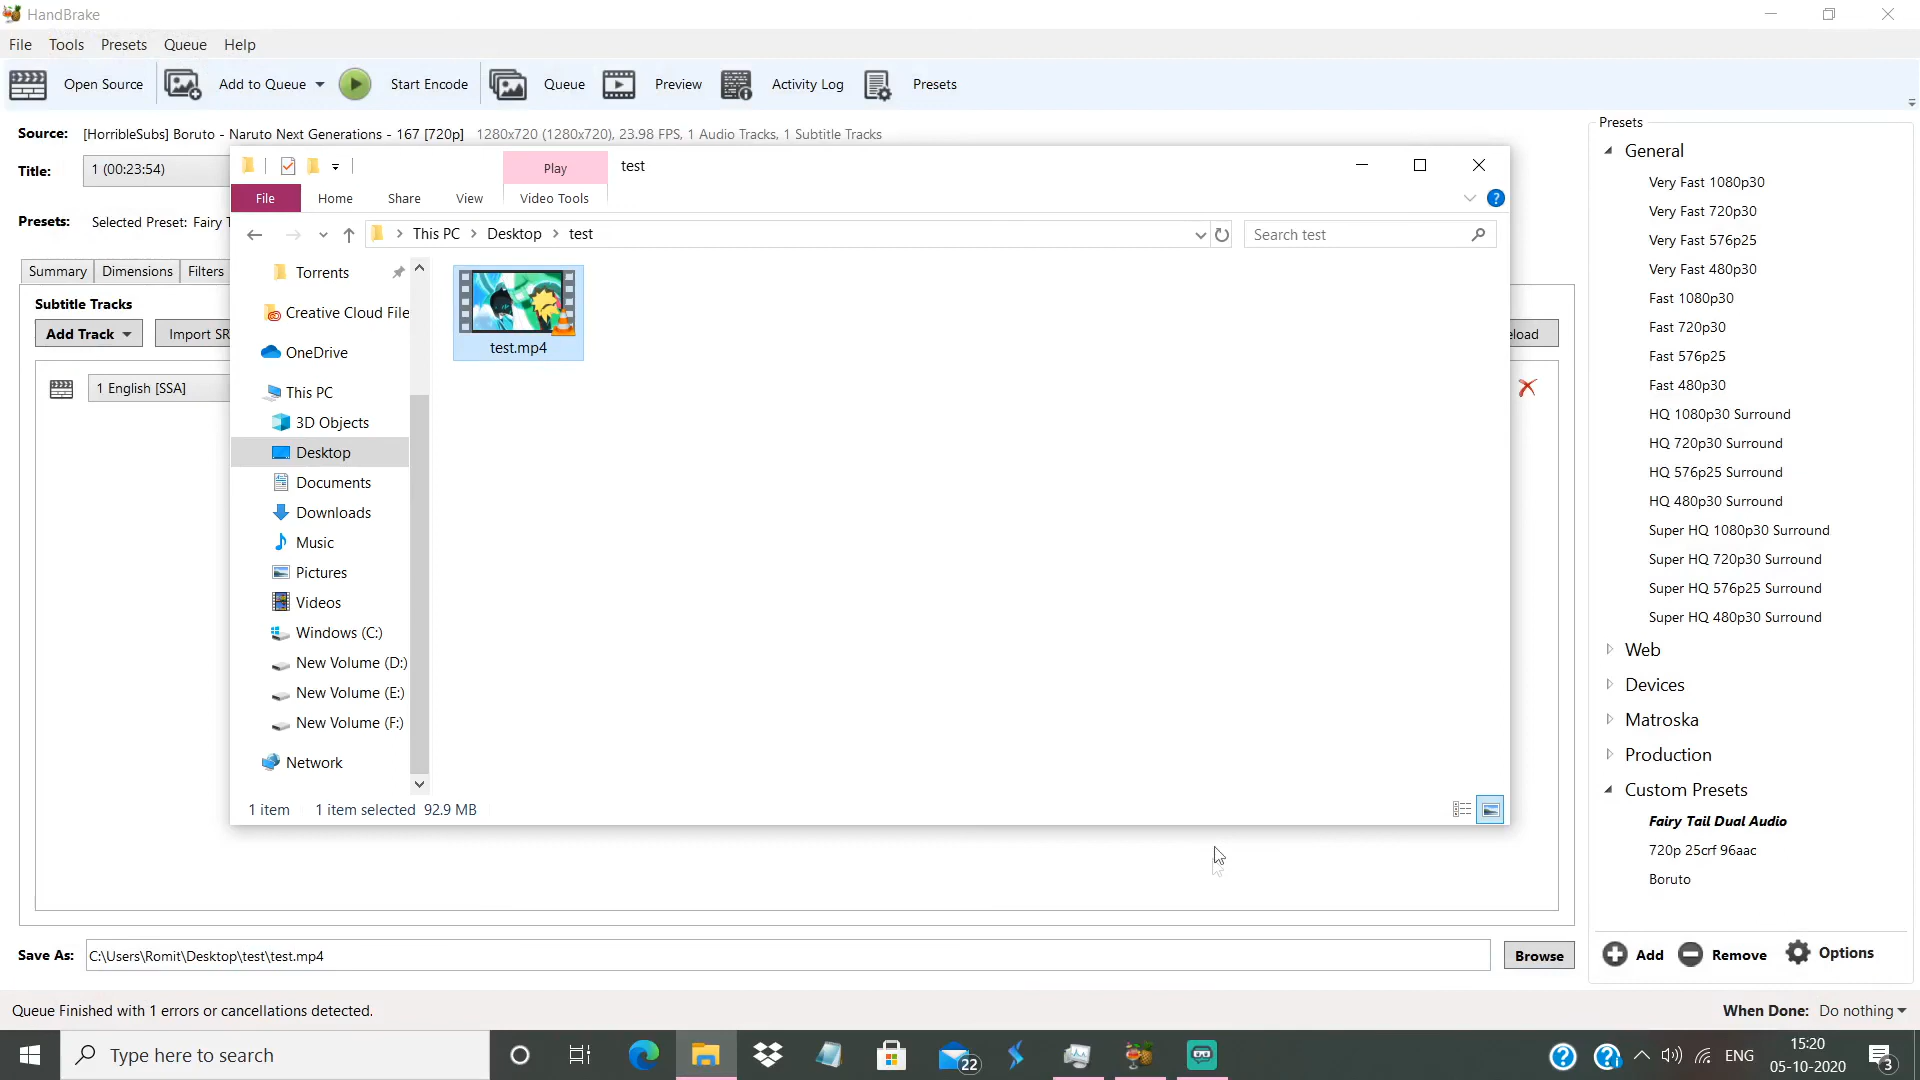 HandBrake
File Tools Presets Queue Help
Open Source Add to Queue Start Encode Queue Preview Activity Log Presets
Source: [HorribleSubs] Boruto - Naruto Next Generations - 167 [720p] 1280x720 (1280x720), 23.98 FPS, 1 Audio Tracks, 1 Subtitle Tracks
Title: 1 (00:23:54)
Presets: Selected Preset: Fairy T
Summary Dimensions Filters
Subtitle Tracks
Add Track Import SR
eload
1 English [SSA]
Play test
File Home Share View Video Tools
This PC Desktop test
Search test
Torrents
Creative Cloud File
OneDrive
This PC
3D Objects
Desktop
Documents
Downloads
Music
Pictures
Videos
Windows (C:)
New Volume (D:)
New Volume (E:)
New Volume (F:)
Network
test.mp4
1 item 1 item selected 92.9 MB
Presets
General
Very Fast 1080p30
Very Fast 720p30
Very Fast 576p25
Very Fast 480p30
Fast 1080p30
Fast 720p30
Fast 576p25
Fast 480p30
HQ 1080p30 Surround
HQ 720p30 Surround
HQ 576p25 Surround
HQ 480p30 Surround
Super HQ 1080p30 Surround
Super HQ 720p30 Surround
Super HQ 576p25 Surround
Super HQ 480p30 Surround
Web
Devices
Matroska
Production
Custom Presets
Fairy Tail Dual Audio
720p 25crf 96aac
Boruto
Add Remove Options
Save As: C:\Users\Romit\Desktop\test\test.mp4 Browse
Queue Finished with 1 errors or cancellations detected.
When Done: Do nothing
Type here to search
22
ENG
15:20
05-10-2020
3